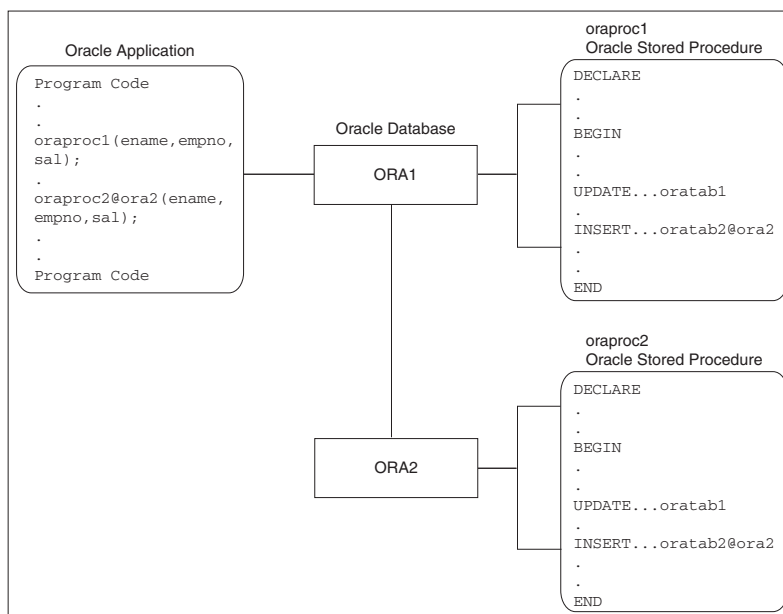 Oracle Application
Program Code
.
.
oraproc1(ename,empno,
sal);
.
oraproc2@ora2(ename,
empno,sal);
.
.
Program Code
Oracle Database
ORA1
oraproc1
Oracle Stored Procedure
DECLARE
.
.
BEGIN
.
.
UPDATE...oratab1
.
INSERT...oratab2@ora2
.
.
END
ORA2
oraproc2
Oracle Stored Procedure
DECLARE
.
.
BEGIN
.
.
UPDATE...oratab1
.
INSERT...oratab2@ora2
.
.
END